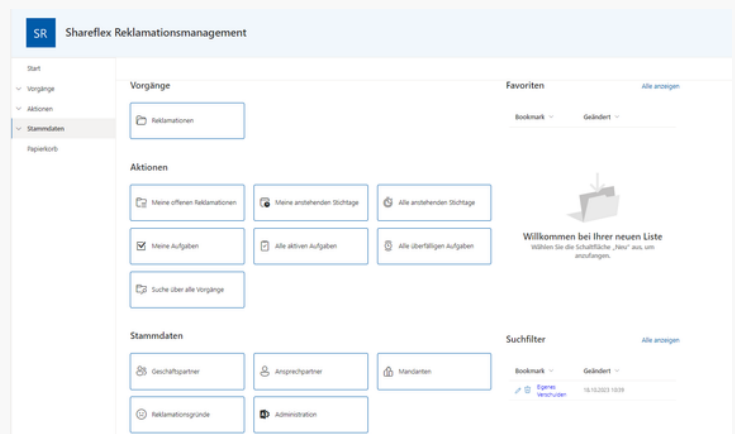 SR
Shareflex Reklamationsmanagement
Start
Vorgänge
Aktionen
Stammdaten
Papierkorb
Vorgänge
Reklamationen
Aktionen
Meine offenen Reklamationen
Meine anstehenden Stichtage
Alle anstehenden Stichtage
Meine Aufgaben
Alle aktiven Aufgaben
Alle überfälligen Aufgaben
Suche über alle Vorgänge
Stammdaten
Geschäftspartner
Ansprechpartner
Mandanten
Reklamationsgründe
Administration
Favoriten
Alle anzeigen
Bookmark
Geändert
Willkommen bei Ihrer neuen Liste
Wählen Sie die Schaltfläche „Neu" aus, um
anzufangen.
Suchfilter
Alle anzeigen
Bookmark
Geändert
Eigenes
Verschulden
18.10.2023 10:59